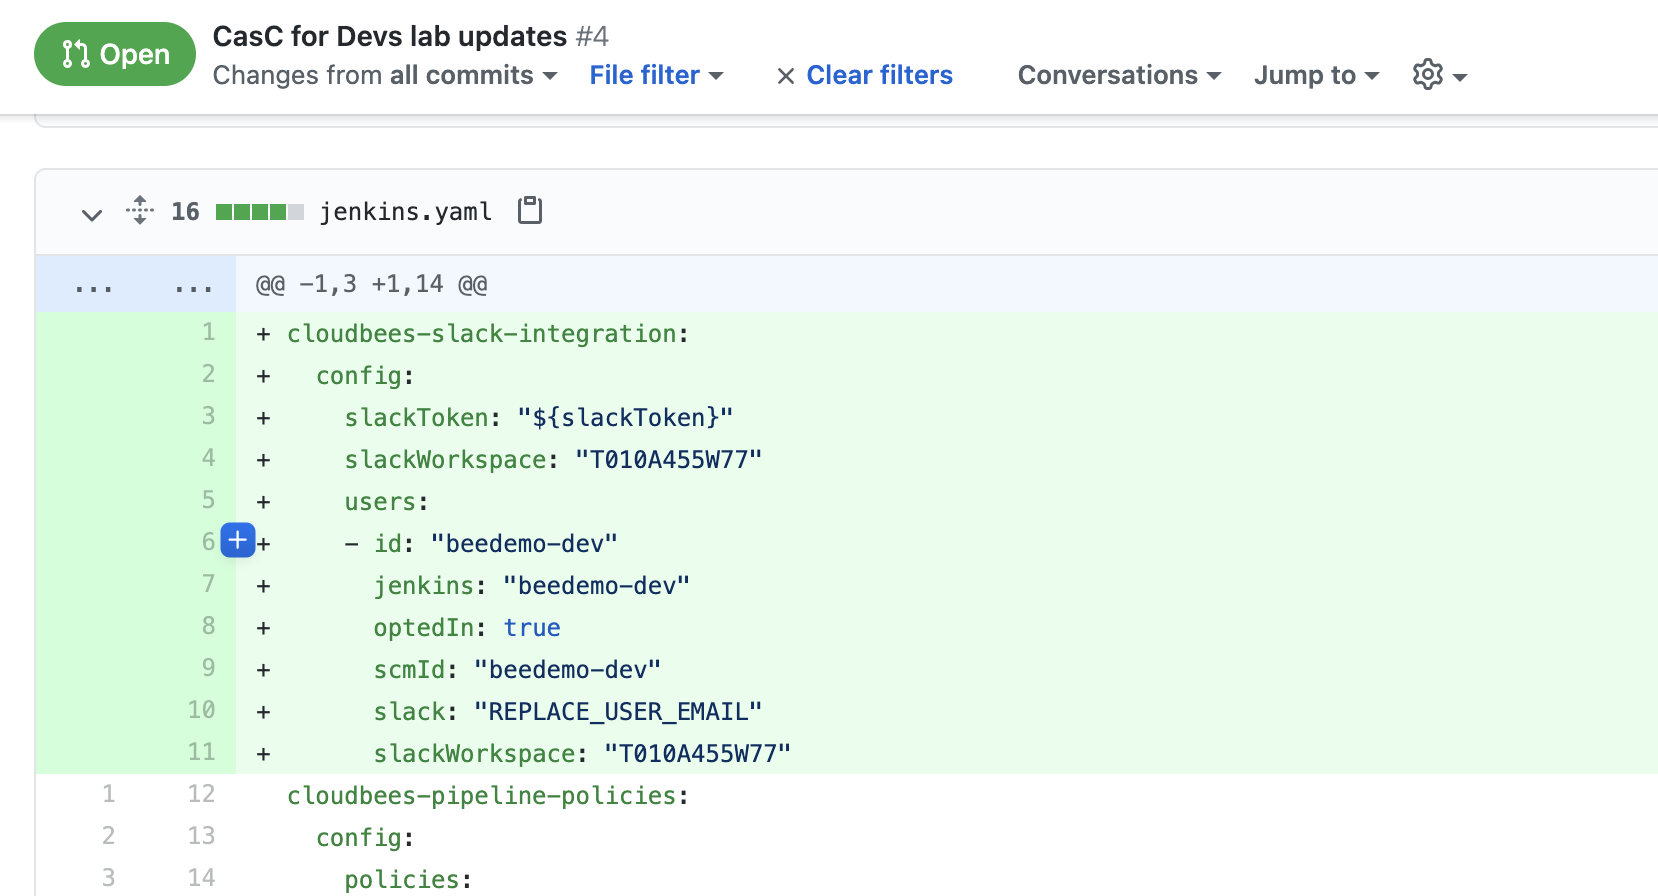 Open
CasC for Devs lab updates #4
Changes from all commits File filter × Clear filters Conversations Jump to
16 jenkins.yaml
... ... @@ -1,3 +1,14 @@
1 + cloudbees-slack-integration:
2 + config:
3 + slackToken: "${slackToken}"
4 + slackWorkspace: "T010A455W77"
5 + users:
6 + - id: "beedemo-dev"
7 + jenkins: "beedemo-dev"
8 + optedIn: true
9 + scmId: "beedemo-dev"
10 + slack: "REPLACE_USER_EMAIL"
11 + slackWorkspace: "T010A455W77"
1 12 cloudbees-pipeline-policies:
2 13 config:
3 14 policies: